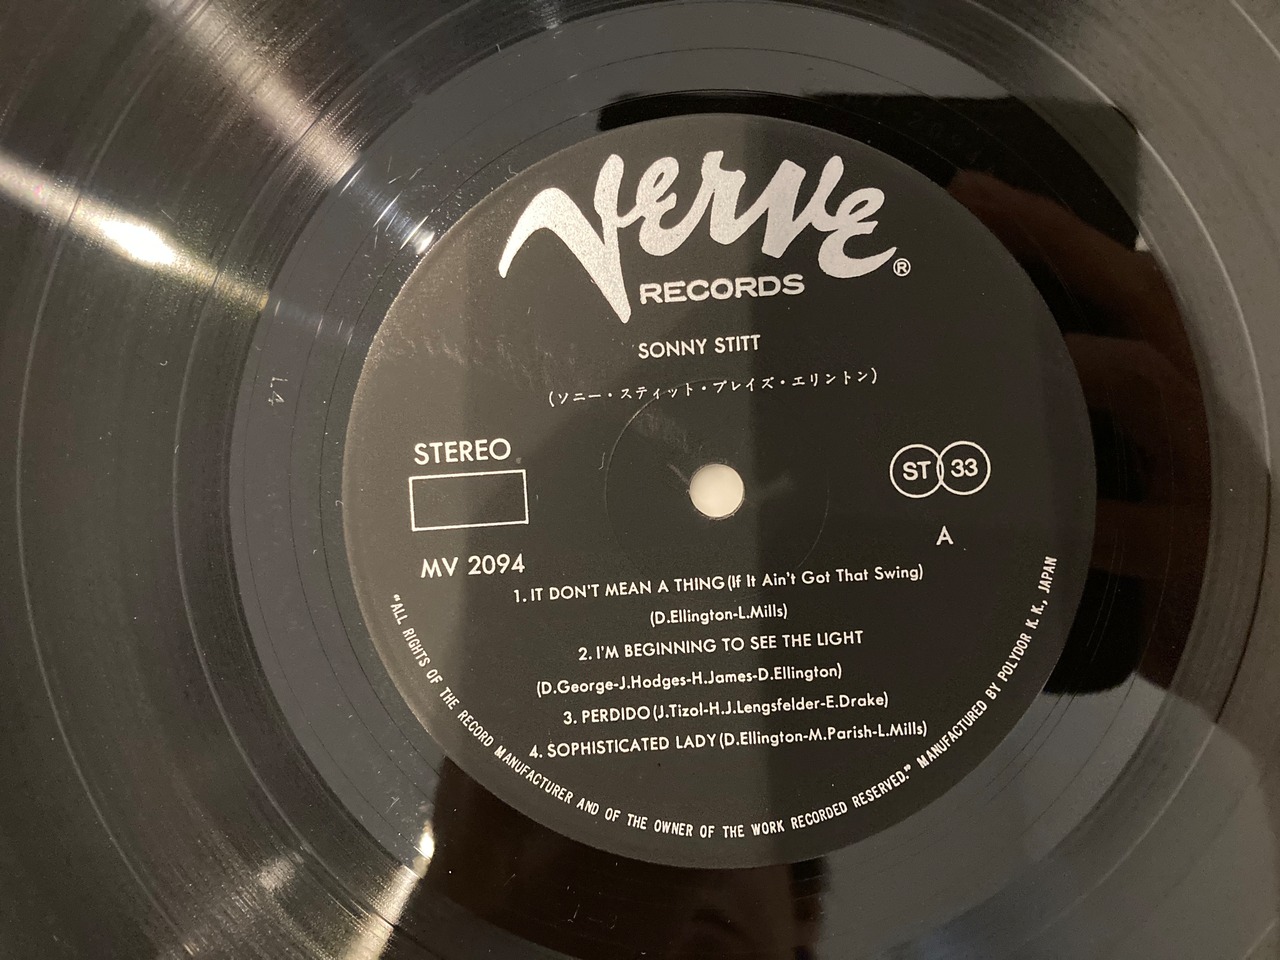 Verve ®
RECORDS
SONNY STITT
(ソニー・スティット・プレイズ・エリントン)
STEREO
ST 33
MV 2094
A
1. IT DON'T MEAN A THING (If It Ain't Got That Swing)
(D.Ellington-L.Mills)
2. I'M BEGINNING TO SEE THE LIGHT
(D.George-J.Hodges-H.James-D.Ellington)
3. PERDIDO (J.Tizol-H.J.Lengsfelder-E.Drake)
4. SOPHISTICATED LADY (D.Ellington-M.Parish-L.Mills)
"ALL RIGHTS OF THE RECORD MANUFACTURER AND OF THE OWNER OF THE WORK RECORDED RESERVED." MANUFACTURED BY POLYDOR K. K., JAPAN